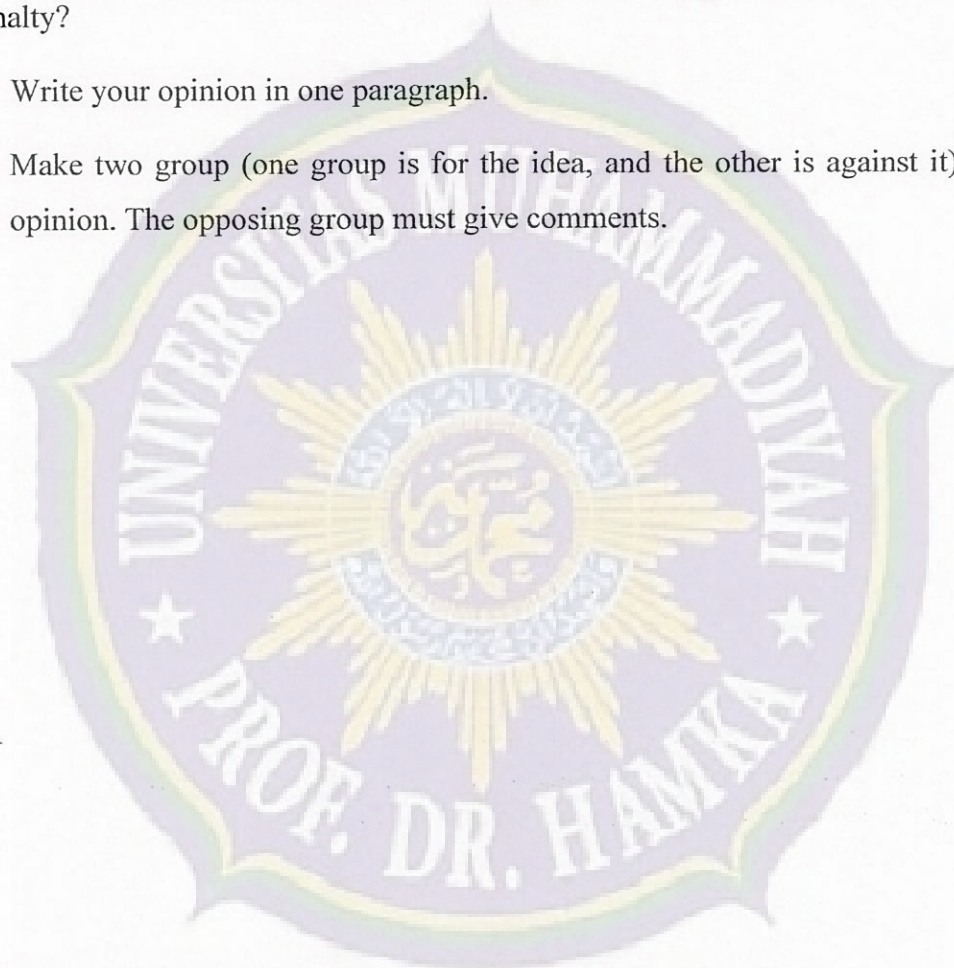 nalty?
Write your opinion in one paragraph.
Make two group (one group is for the idea, and the other is against it)
opinion. The opposing group must give comments.
UNIVERSITAS MUHAMMADIYAH
PROF. DR. HAMKA